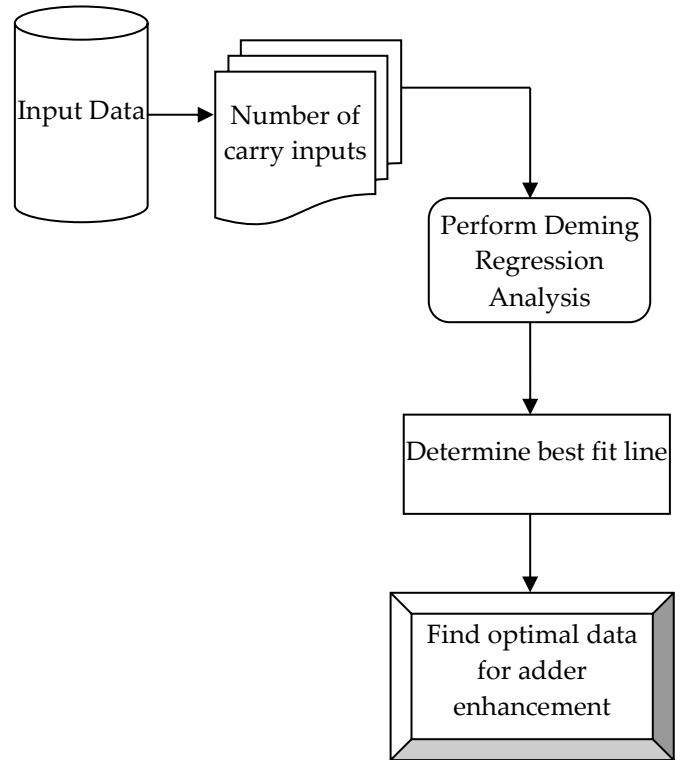 Input Data
Number of
carry inputs
Perform Deming
Regression
Analysis
Determine best fit line
Find optimal data
for adder
enhancement